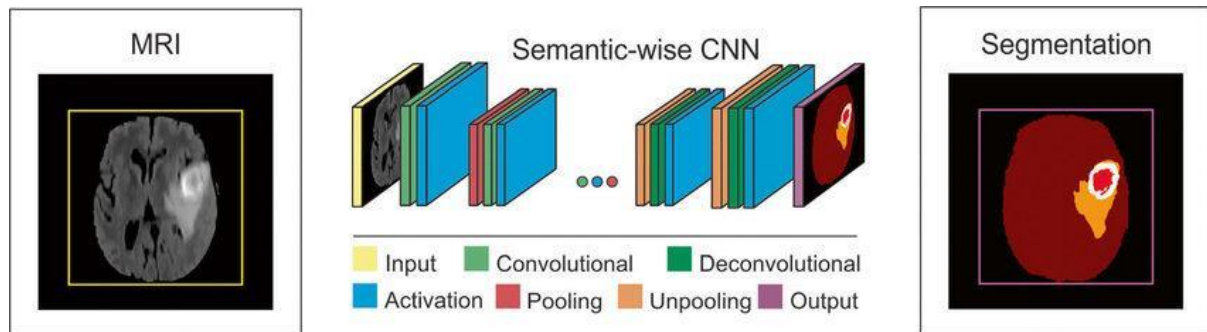 MRI
Semantic-wise CNN
Input Convolutional Deconvolutional
Activation Pooling Unpooling Output
Segmentation